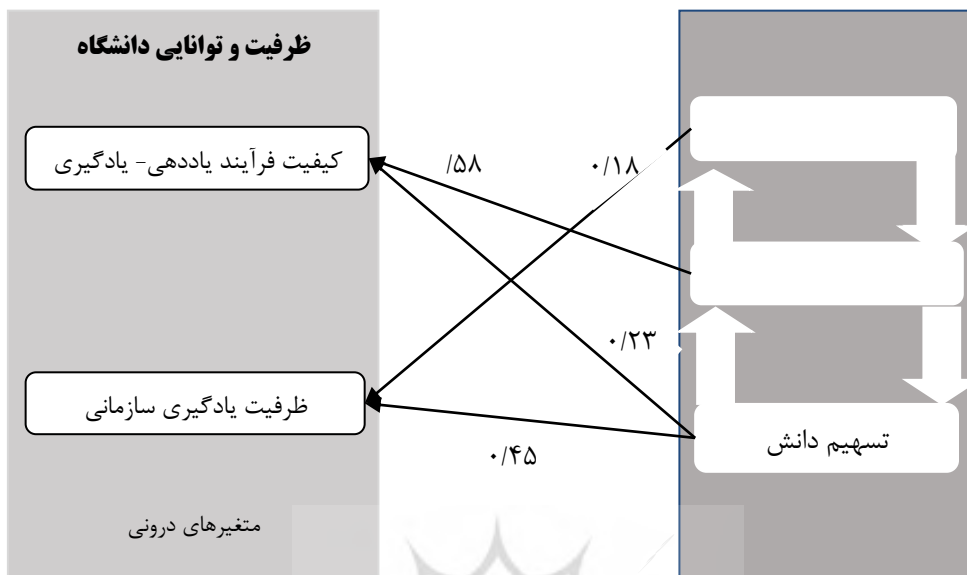 ظرفیت و توانایی دانشگاه
کیفیت فرآیند یاددهی- یادگیری
/۵۸
۰/۱۸
۰/۲۳
ظرفیت یادگیری سازمانی
تسهیم دانش
۰/۴۵
متغیرهای درونی